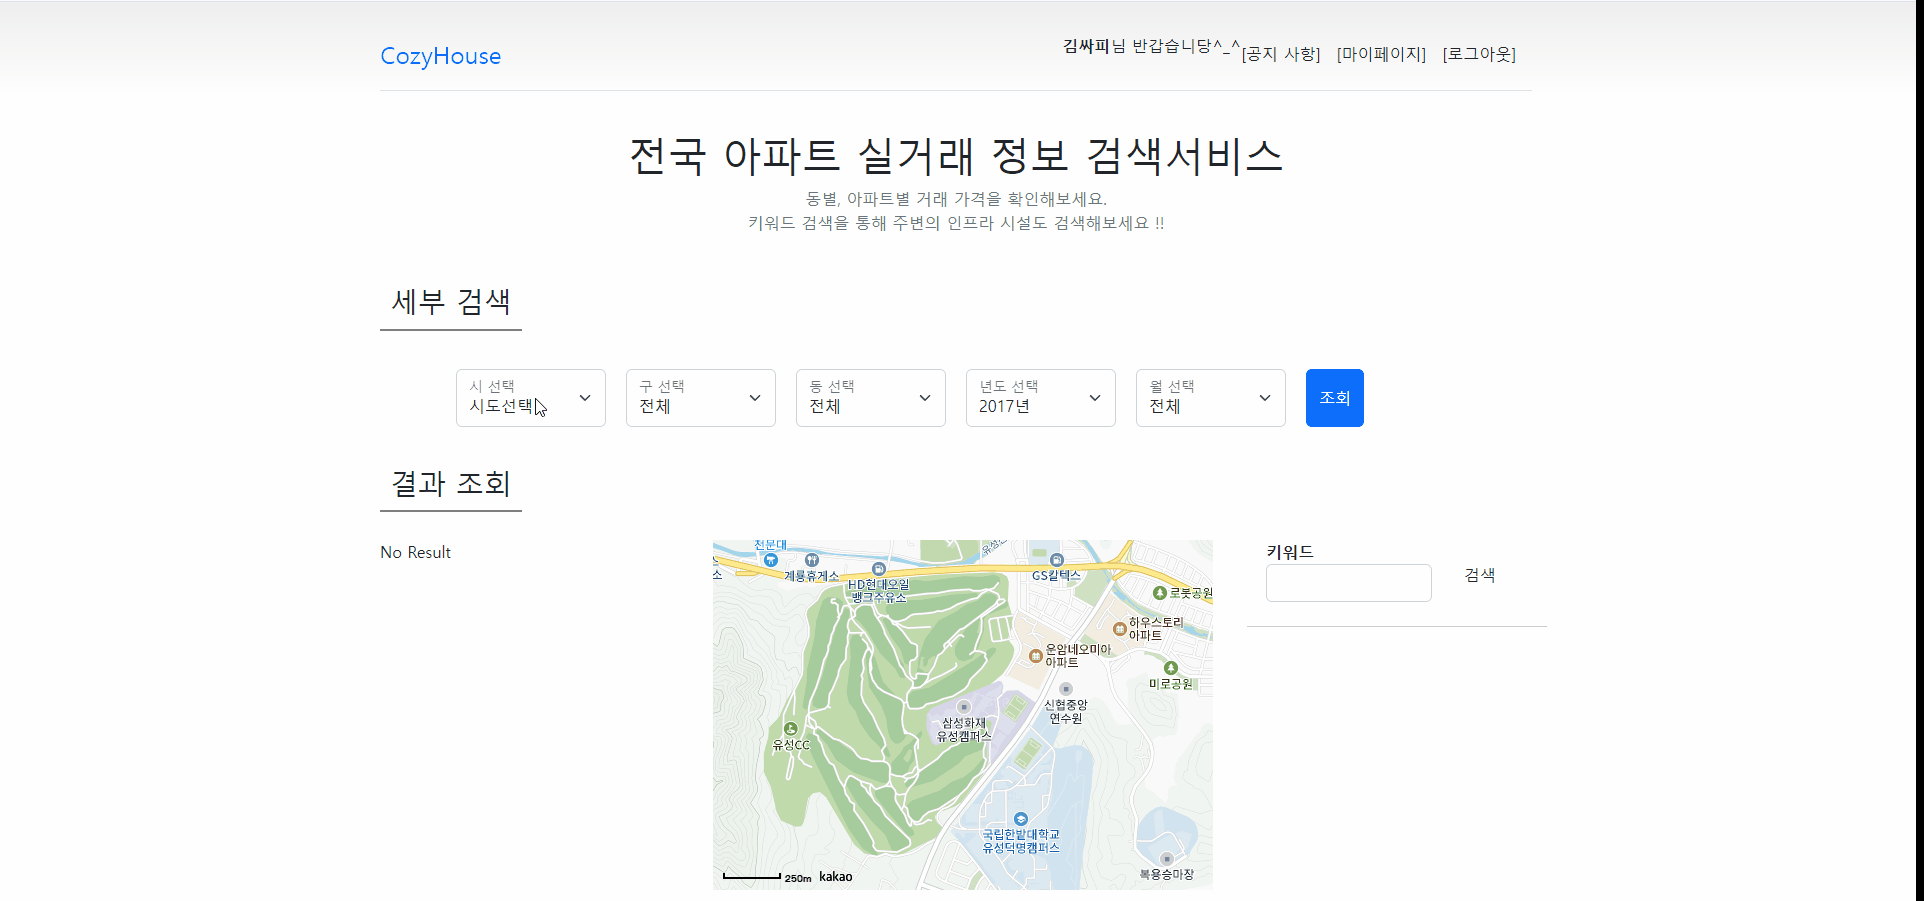 CozyHouse
김싸피님 반갑습니당^_^ [공지 사항] [마이페이지] [로그아웃]
전국 아파트 실거래 정보 검색서비스
동별, 아파트별 거래 가격을 확인해보세요.
키워드 검색을 통해 주변의 인프라 시설도 검색해보세요 !!
세부 검색
시 선택
시도선택
구 선택
전체
동 선택
전체
년도 선택
2017년
월 선택
전체
조회
결과 조회
No Result
천문대
계룡휴게소
HD현대오일
뱅크주유소
GS칼텍스
로봇공원
하우스토리
아파트
운암네오미아
아파트
미로공원
신협중앙
연수원
삼성화재
유성캠퍼스
유성CC
국립한밭대학교
유성덕명캠퍼스
복용승마장
250m kakao
키워드
검색